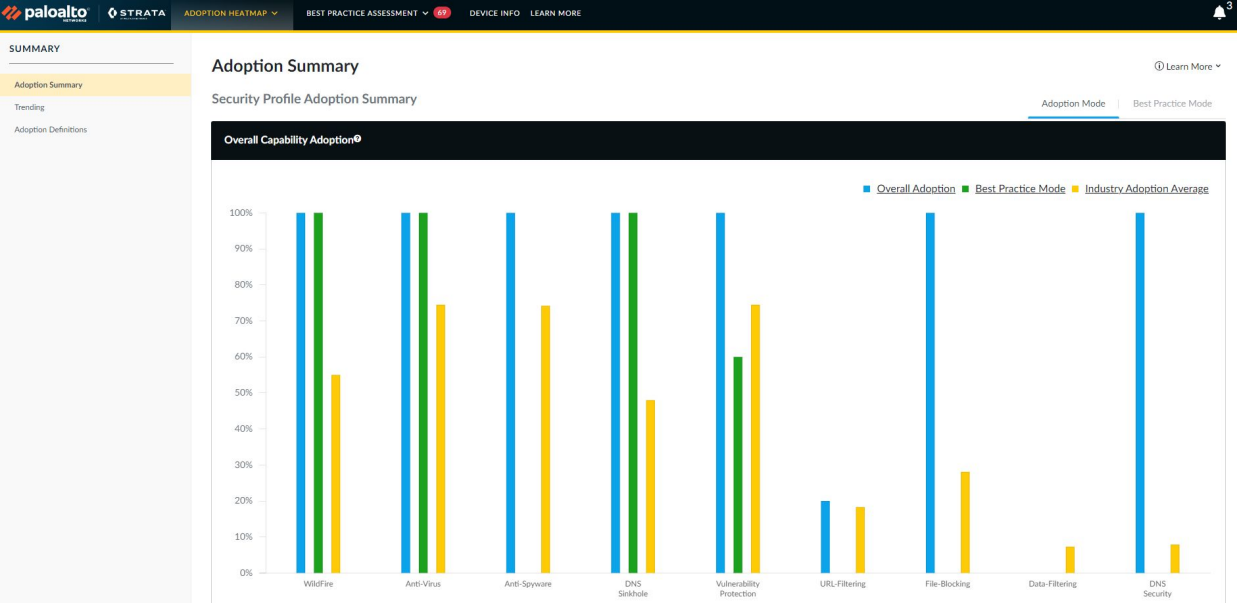 paloalto NETWORKS STRATA ADOPTION HEATMAP BEST PRACTICE ASSESSMENT 69 DEVICE INFO LEARN MORE 3
SUMMARY
Adoption Summary
Trending
Adoption Definitions
Adoption Summary
Learn More
Security Profile Adoption Summary
Adoption Mode Best Practice Mode
Overall Capability Adoption
Overall Adoption Best Practice Mode Industry Adoption Average
100%
90%
80%
70%
60%
50%
40%
30%
20%
10%
0%
WildFire
Anti-Virus
Anti-Spyware
DNS
Sinkhole
Vulnerability
Protection
URL-Filtering
File-Blocking
Data-Filtering
DNS
Security